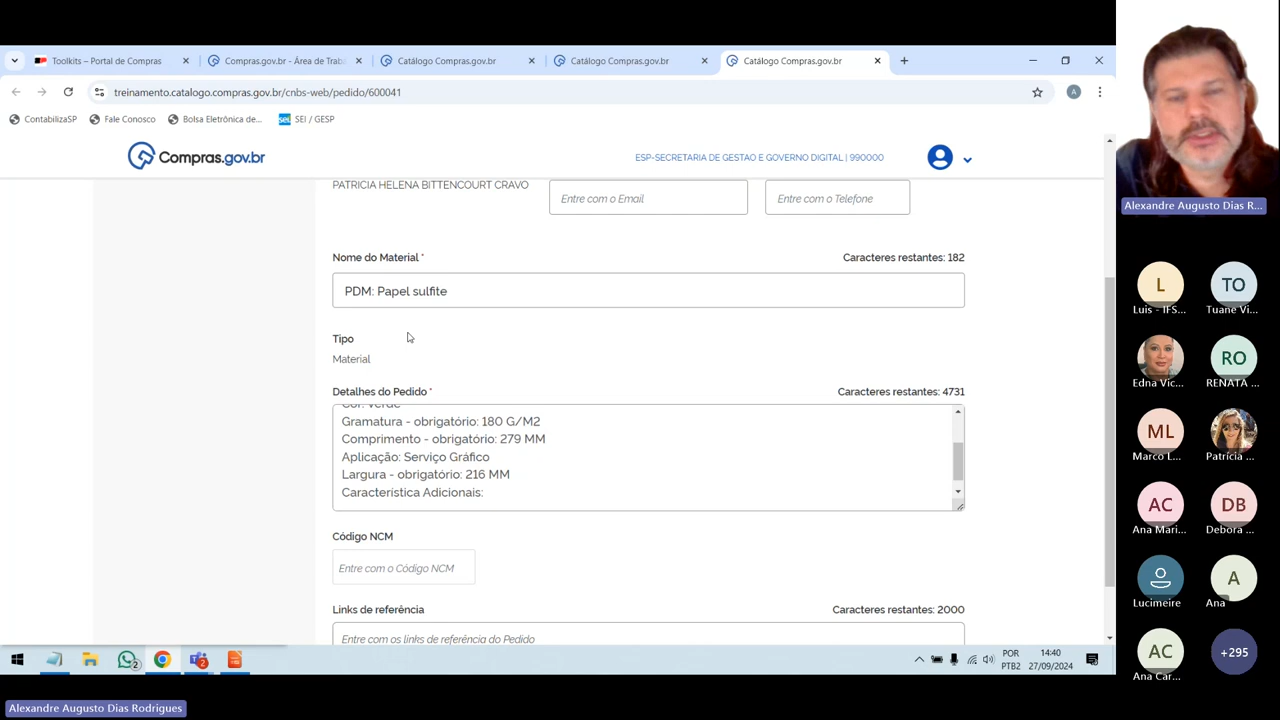 Toolkits – Portal de Compras
Compras.gov.br - Área de Trab
Catálogo Compras.gov.br
Catálogo Compras.gov.br
Catálogo Compras.gov.br
treinamento.catalogo.compras.gov.br/cnbs-web/pedido/600041
A
ContabilizaSP
Fale Conosco
Bolsa Eletrônica de...
sei!
SEI / GESP
Compras.gov.br
ESP-SECRETARIA DE GESTAO E GOVERNO DIGITAL | 990000
PATRICIA HELENA BITTENCOURT CRAVO
Entre com o Email
Entre com o Telefone
Nome do Material *
Caracteres restantes: 182
PDM: Papel sulfite
Tipo
Material
Detalhes do Pedido *
Caracteres restantes: 4731
Cor: Verde
Gramatura - obrigatório: 180 G/M2
Comprimento - obrigatório: 279 MM
Aplicação: Serviço Gráfico
Largura - obrigatório: 216 MM
Característica Adicionais:
Código NCM
Entre com o Código NCM
Links de referência
Caracteres restantes: 2000
Entre com os links de referência do Pedido
2
2
POR
PTB2
14:40
27/09/2024
Alexandre Augusto Dias R...
L
Luis - IFS...
TO
Tuane Vi...
Edna Vic...
RO
RENATA ...
ML
Marco L...
Patrícia ...
AC
Ana Mari...
DB
Debora ...
Lucimeire
A
Ana
AC
Ana Car...
+295
Alexandre Augusto Dias Rodrigues